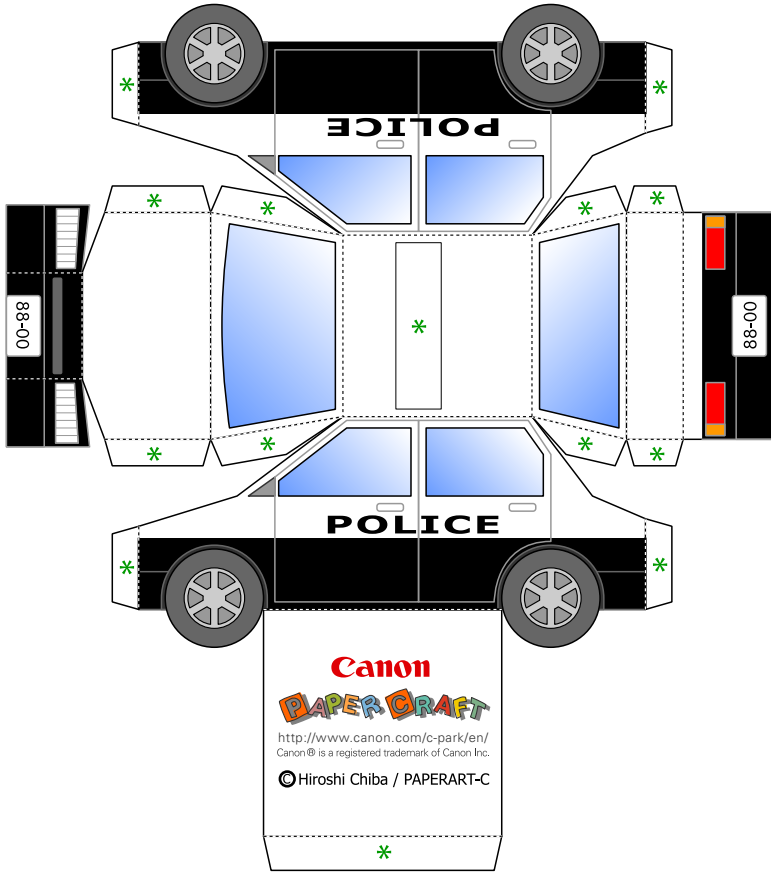 POLICE
88-00
88-00
POLICE
Canon
PAPER CRAFT
http://www.canon.com/c-park/en/
Canon® is a registered trademark of Canon Inc.
©Hiroshi Chiba / PAPERART-C